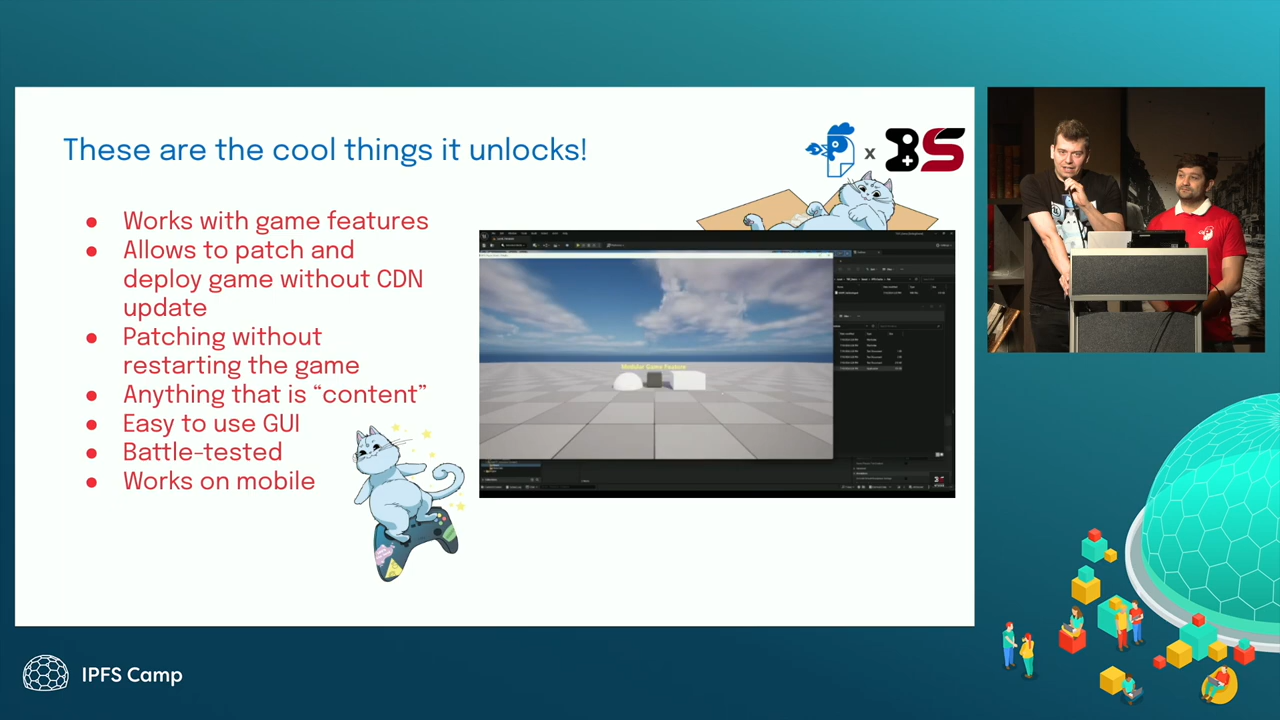 These are the cool things it unlocks!
x BS
● Works with game features
● Allows to patch and
deploy game without CDN
update
● Patching without
restarting the game
● Anything that is “content”
● Easy to use GUI
● Battle-tested
● Works on mobile
Modular Game Feature
IPFS Camp